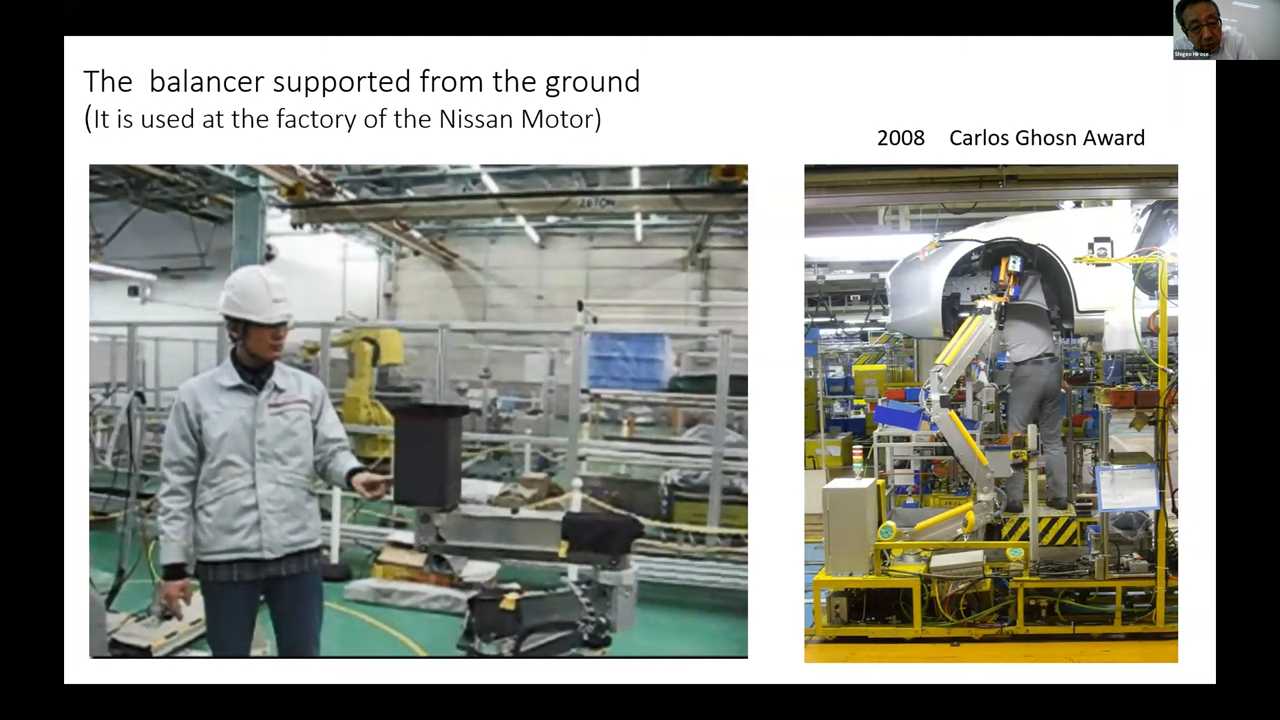 The  balancer supported from the ground
(It is used at the factory of the Nissan Motor)
2008    Carlos Ghosn Award
Shigeo Hirose